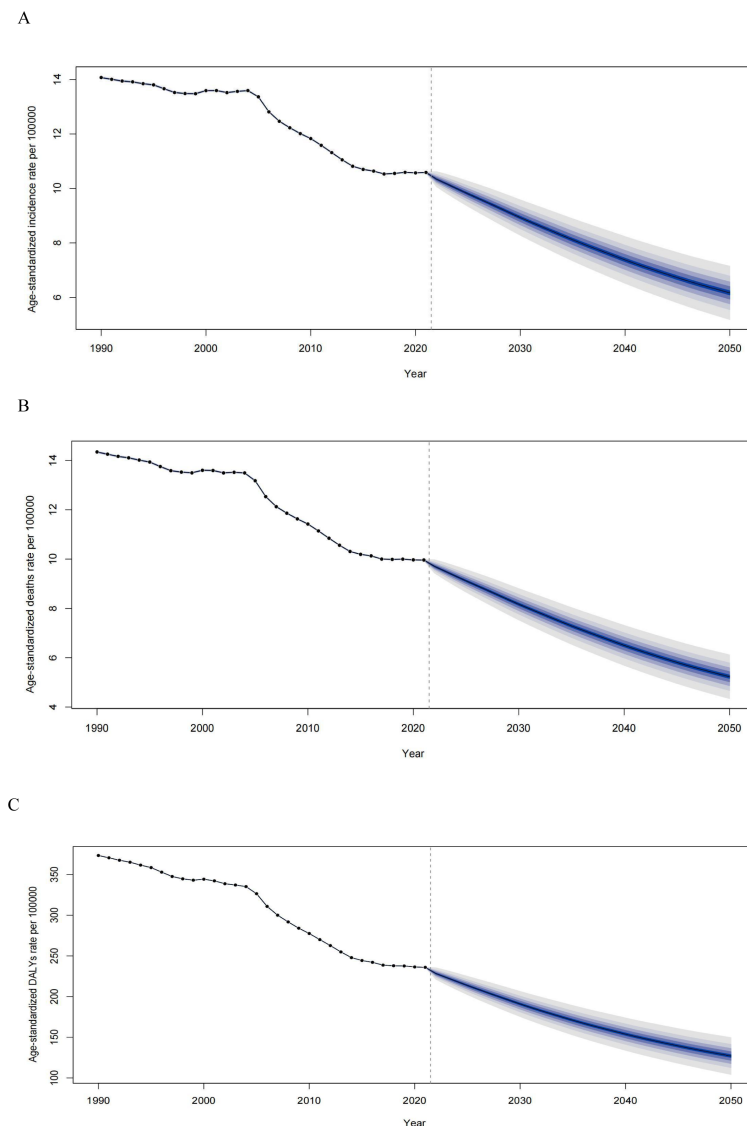 A
Age-standardized incidence rate per 100000
14
12
10
8
6
1990 2000 2010 2020 2030 2040 2050
Year
B
Age-standardized deaths rate per 100000
14
12
10
8
6
4
1990 2000 2010 2020 2030 2040 2050
Year
C
Age-standardized DALYs rate per 100000
350
300
250
200
150
100
1990 2000 2010 2020 2030 2040 2050
Year